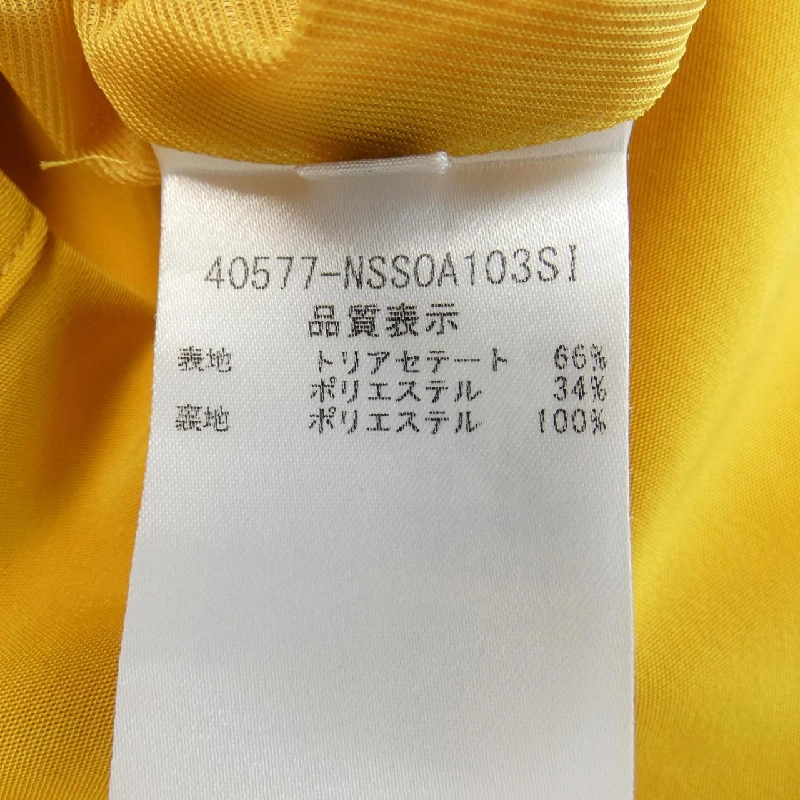 40577-NSSOA103SI
品質表示
表地 トリアセテート 66%
ポリエステル 34%
裏地 ポリエステル 100%